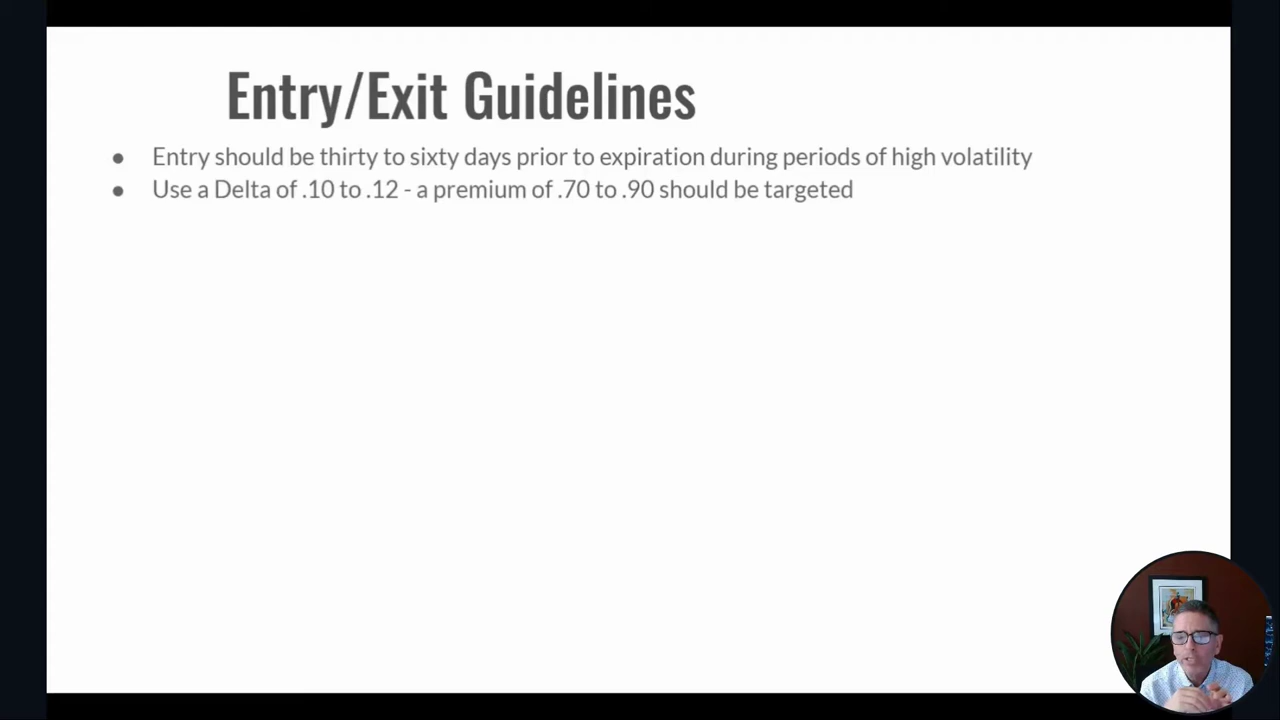 Entry/Exit Guidelines
● Entry should be thirty to sixty days prior to expiration during periods of high volatility
● Use a Delta of .10 to .12 - a premium of .70 to .90 should be targeted